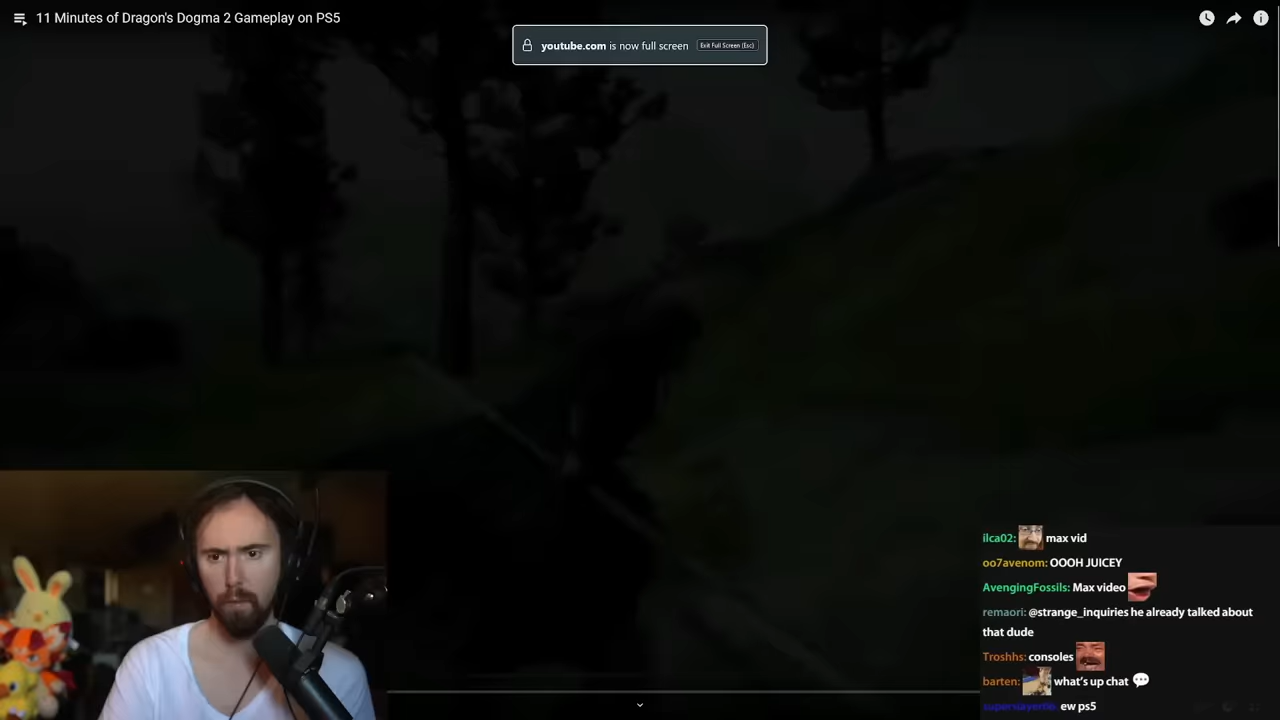 11 Minutes of Dragon's Dogma 2 Gameplay on PS5
youtube.com is now full screen Exit Full Screen (Esc)
ilca02: max vid
oo7avenom: OOOH JUICEY
AvengingFossils: Max video
remaori: @strange_inquiries he already talked about
that dude
Troshhs: consoles
barten: what's up chat
ew ps5